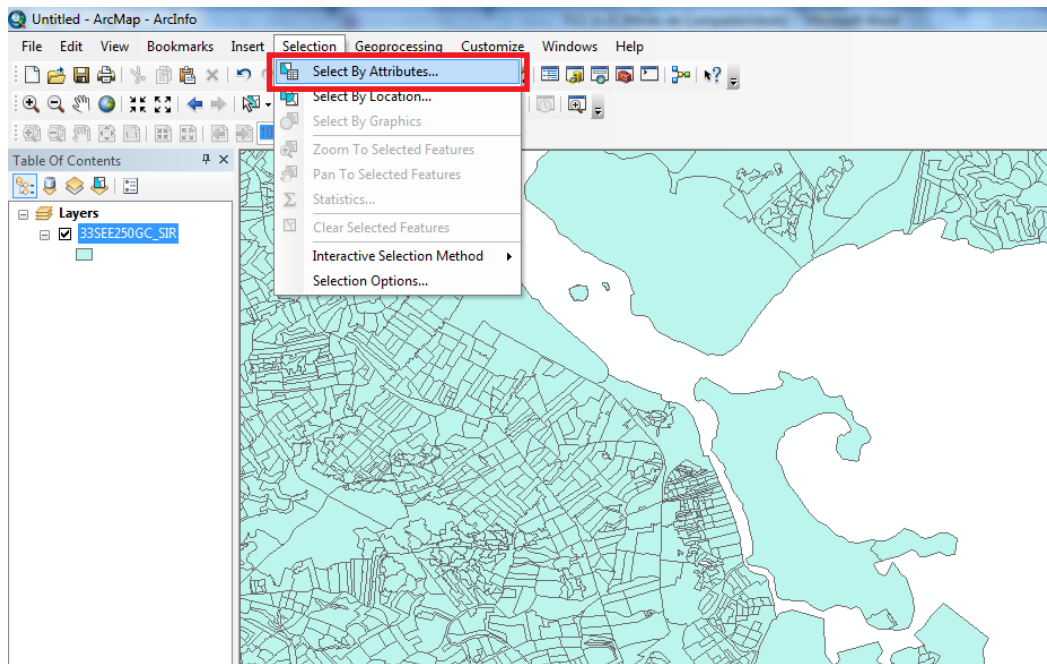 Untitled - ArcMap - ArcInfo
File Edit View Bookmarks Insert Selection Geoprocessing Customize Windows Help
Select By Attributes...
Select By Location...
Select By Graphics
Zoom To Selected Features
Pan To Selected Features
Statistics...
Clear Selected Features
Interactive Selection Method
Selection Options...
10
Table Of Contents
Layers
33SEE250GC_SIR